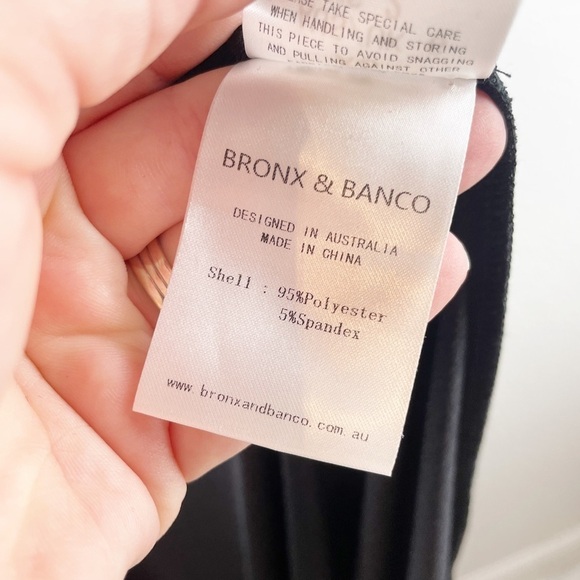 TAKE SPECIAL CARE
WHEN HANDLING AND STORING
THIS PIECE TO AVOID SNAGGING
AND PULLING AGAINST OTHER
BRONX & BANCO
DESIGNED IN AUSTRALIA
MADE IN CHINA
Shell : 95%Polyester
5%Spandex
www. bronxandbanco. com. au